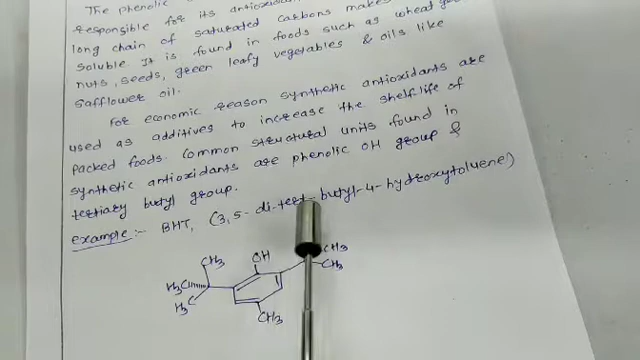 The phenolic
responsible for its antioxidan
long chain of saturated carbons makes
soluble. It is found in foods such as wheat
nuts, seeds, green leafy vegetables & oils like
safflower oil.
For economic reason synthetic antioxidants are
used as additives to increase the shelf life of
packed foods. Common structural units found in
synthetic antioxidants are phenolic OH group &
tertiary butyl group.
example :- BHT, (3,5- di-tert-butyl-4-hydroxytoluene)
OH
CH3
CH3
H3C
CH3
H3C
CH3